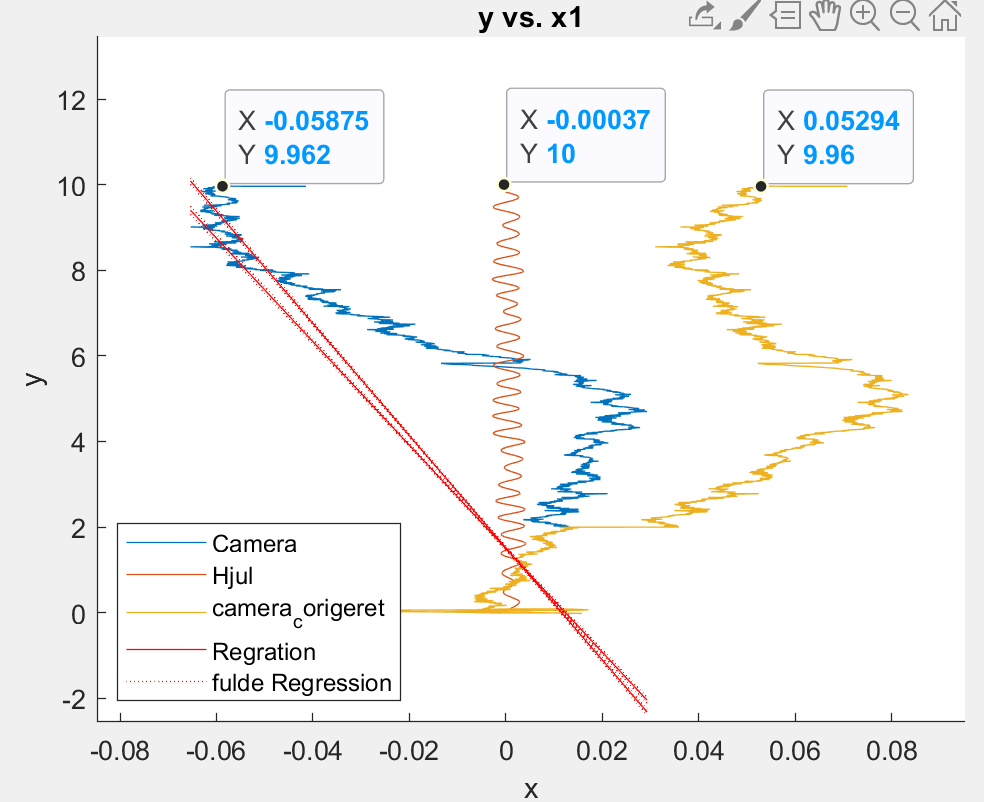 y vs. x1
X -0.05875
Y 9.962
X -0.00037
Y 10
X 0.05294
Y 9.96
12
10
8
6
4
2
0
-2
y
Camera
Hjul
camera_corigeret
Regration
fulde Regression
-0.08 -0.06 -0.04 -0.02 0 0.02 0.04 0.06 0.08
x